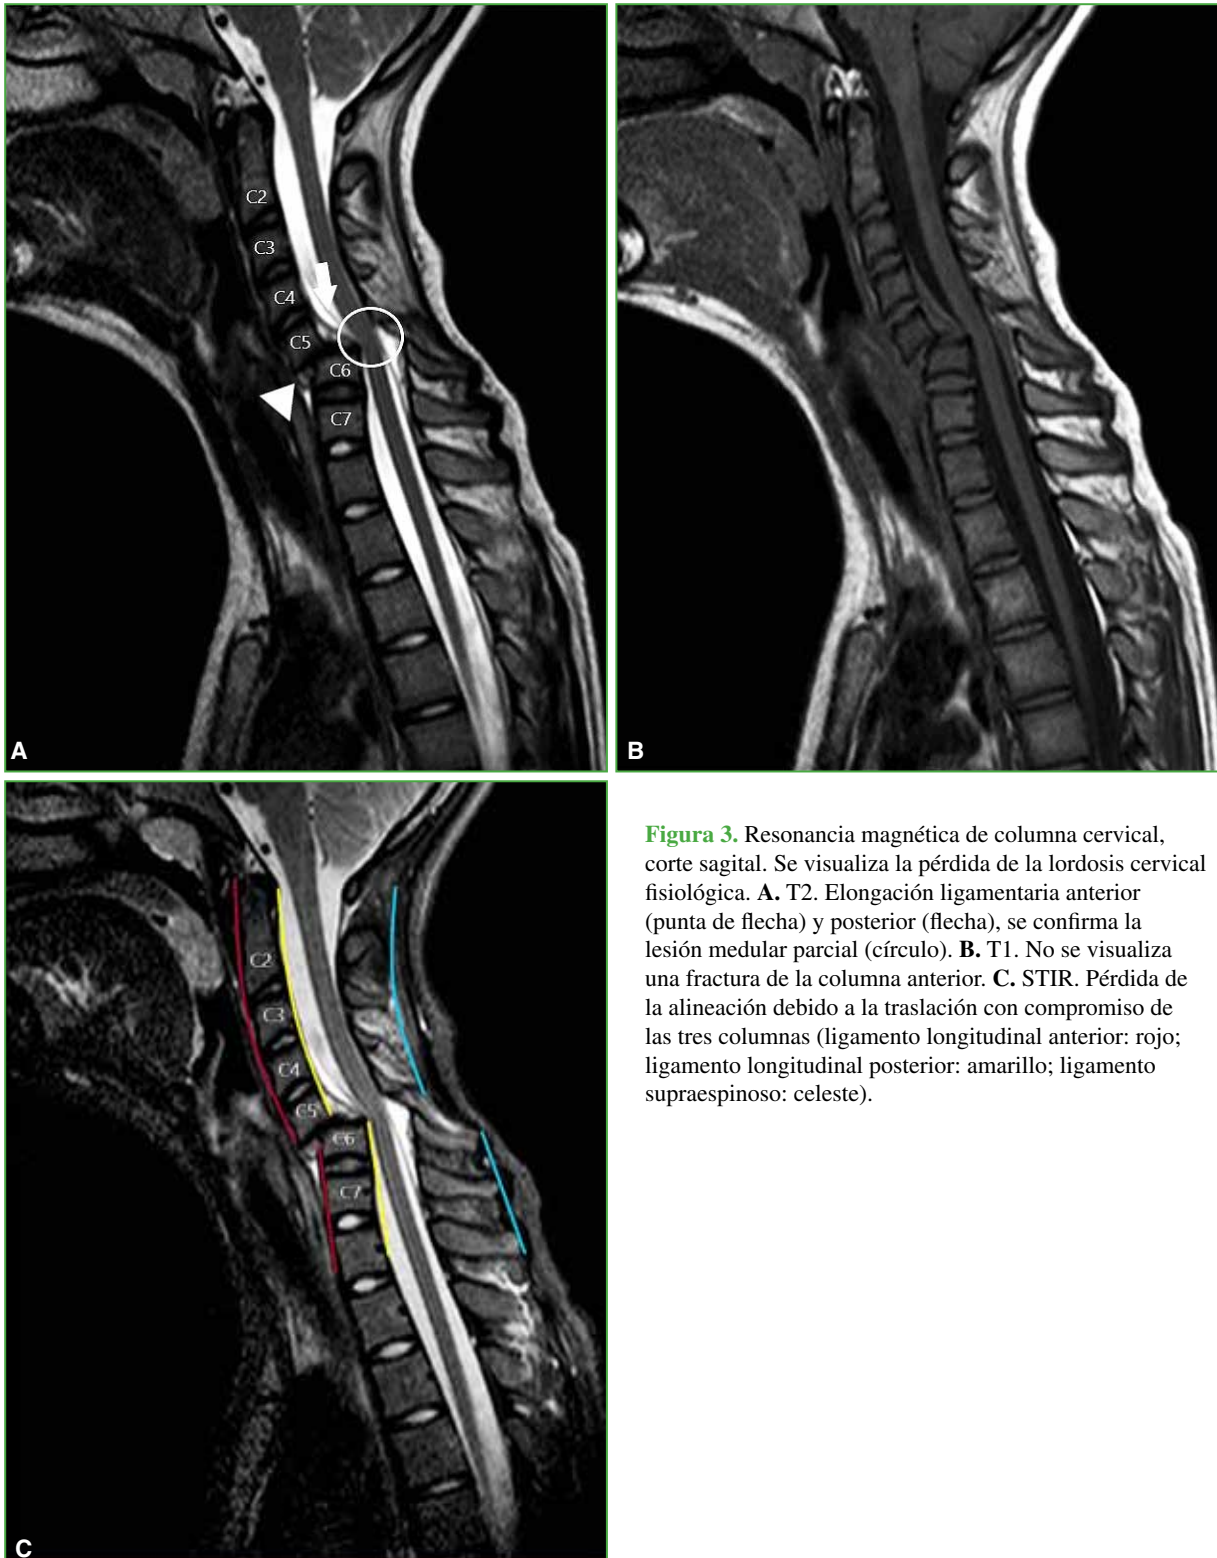 C2
C3
C4
C5
C6
C7
A
B
C2
C3
C4
C5
C6
C7
C
Figura 3. Resonancia magnética de columna cervical,
corte sagital. Se visualiza la pérdida de la lordosis cervical
fisiológica. A. T2. Elongación ligamentaria anterior
(punta de flecha) y posterior (flecha), se confirma la
lesión medular parcial (círculo). B. T1. No se visualiza
una fractura de la columna anterior. C. STIR. Pérdida de
la alineación debido a la traslación con compromiso de
las tres columnas (ligamento longitudinal anterior: rojo;
ligamento longitudinal posterior: amarillo; ligamento
supraespinoso: celeste).